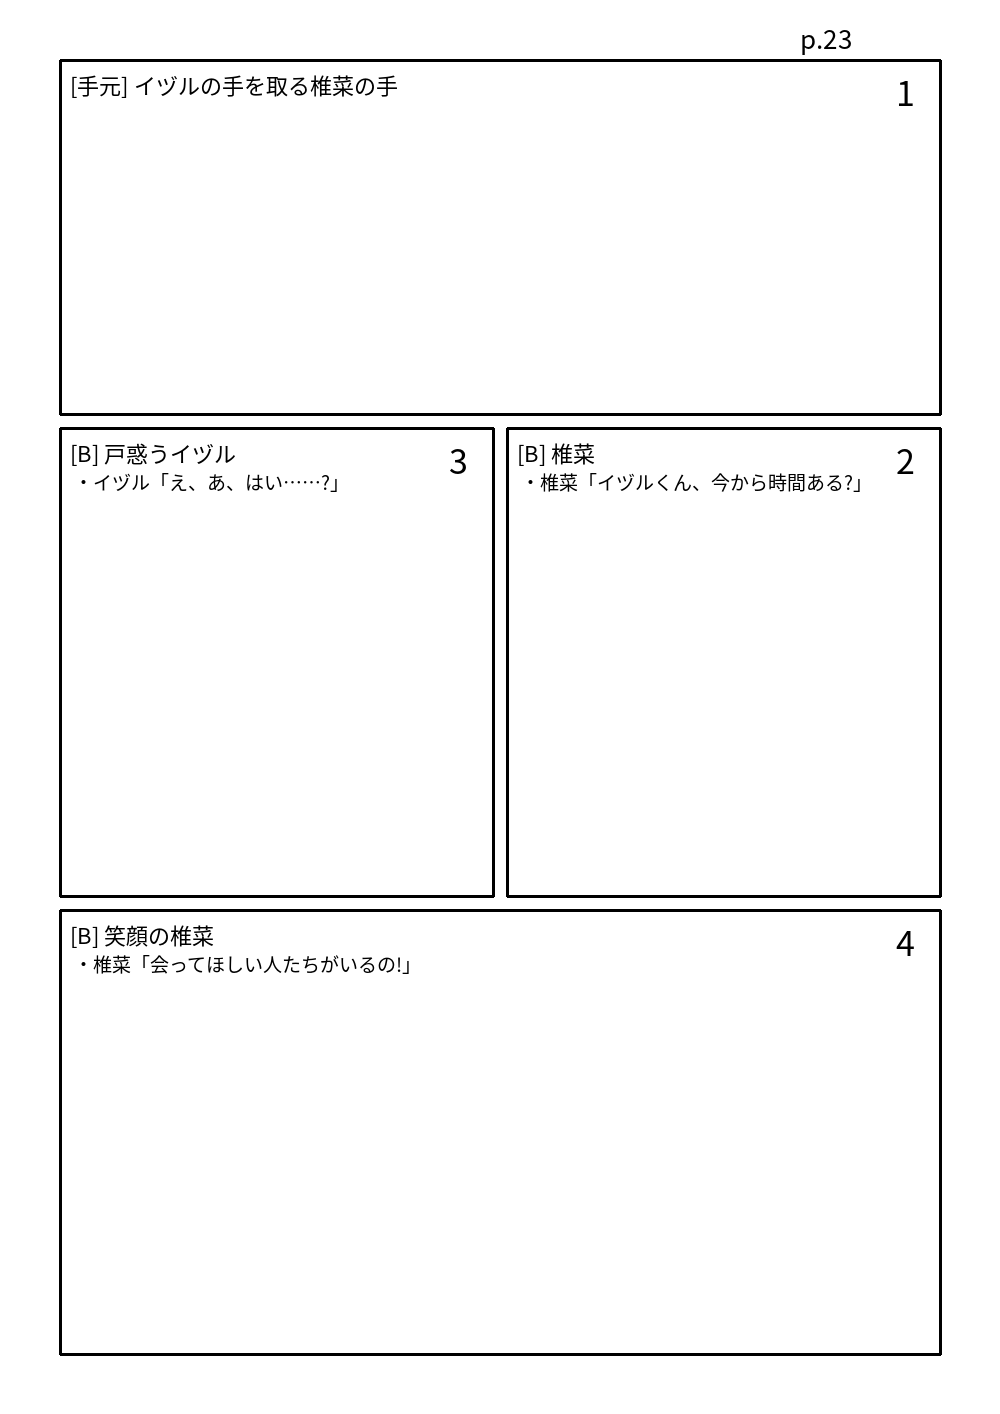 p.23
[手元] イヅルの手を取る椎菜の手
1
[B] 椎菜
2
・椎菜「イヅルくん、今から時間ある?」
[B] 戸惑うイヅル
3
・イヅル「え、あ、はい……?」
[B] 笑顔の椎菜
4
・椎菜「会ってほしい人たちがいるの!」